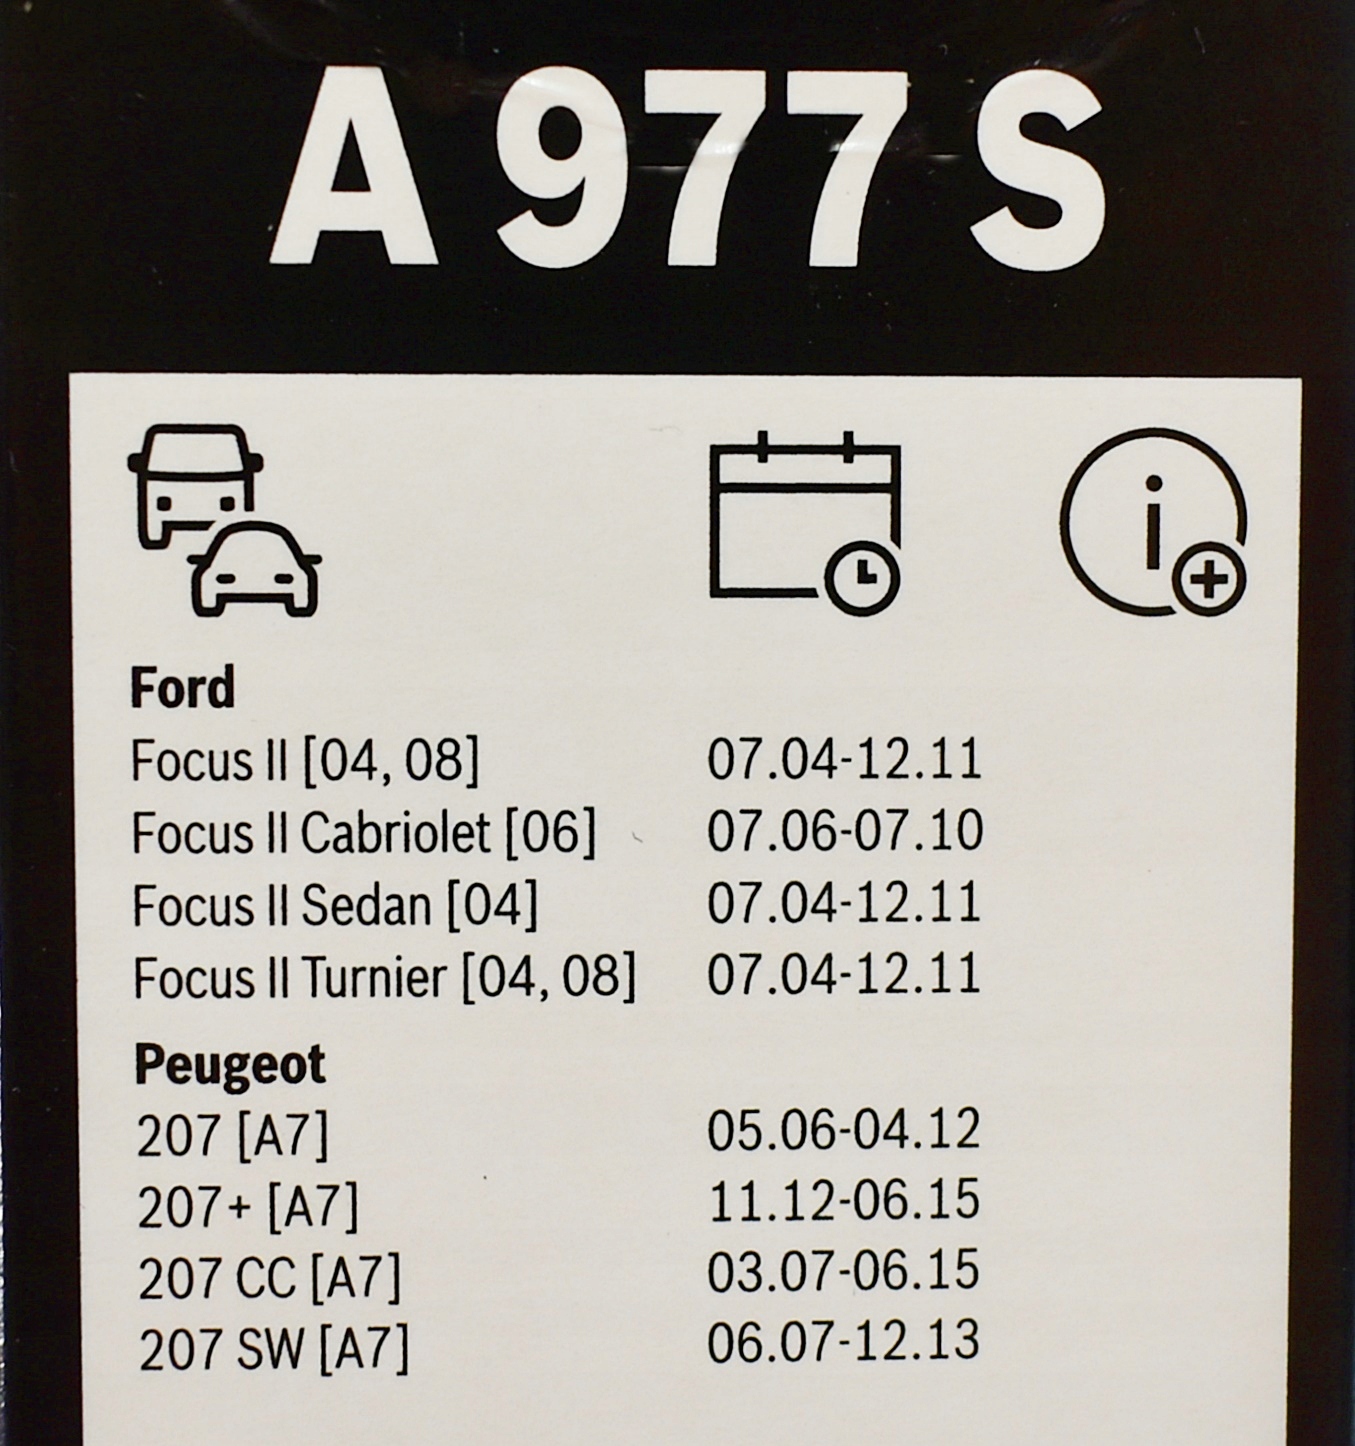 A 977 S
i
Ford
Focus II [04, 08] 07.04-12.11
Focus II Cabriolet [06] 07.06-07.10
Focus II Sedan [04] 07.04-12.11
Focus II Turnier [04, 08] 07.04-12.11
Peugeot
207 [A7] 05.06-04.12
207+ [A7] 11.12-06.15
207 CC [A7] 03.07-06.15
207 SW [A7] 06.07-12.13